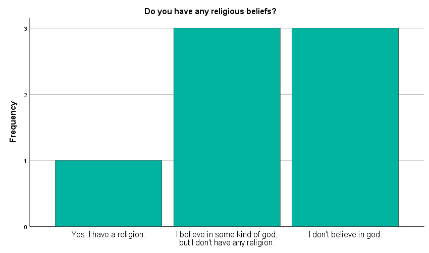 Do you have any religious beliefs?
Frequency
3
2
1
0
Yes. I have a religion.
I believe in some kind of god,
but I don't have any religion.
I don't believe in god.